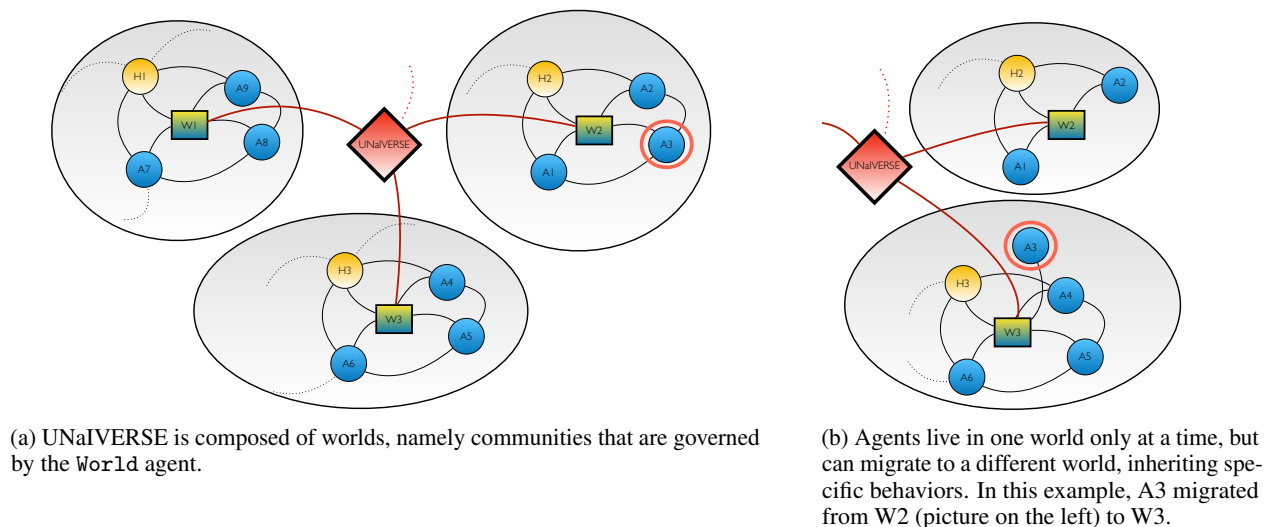 H1
A9
W1
A8
A7
UNaIVERSE
H2
A2
W2
A3
A1
H3
A4
W3
A5
A6
H2
A2
W2
UNaIVERSE
A1
A3
H3
A4
W3
A5
A6
(a) UNaIVERSE is composed of worlds, namely communities that are governed
by the World agent.
(b) Agents live in one world only at a time, but
can migrate to a different world, inheriting spe-
cific behaviors. In this example, A3 migrated
from W2 (picture on the left) to W3.